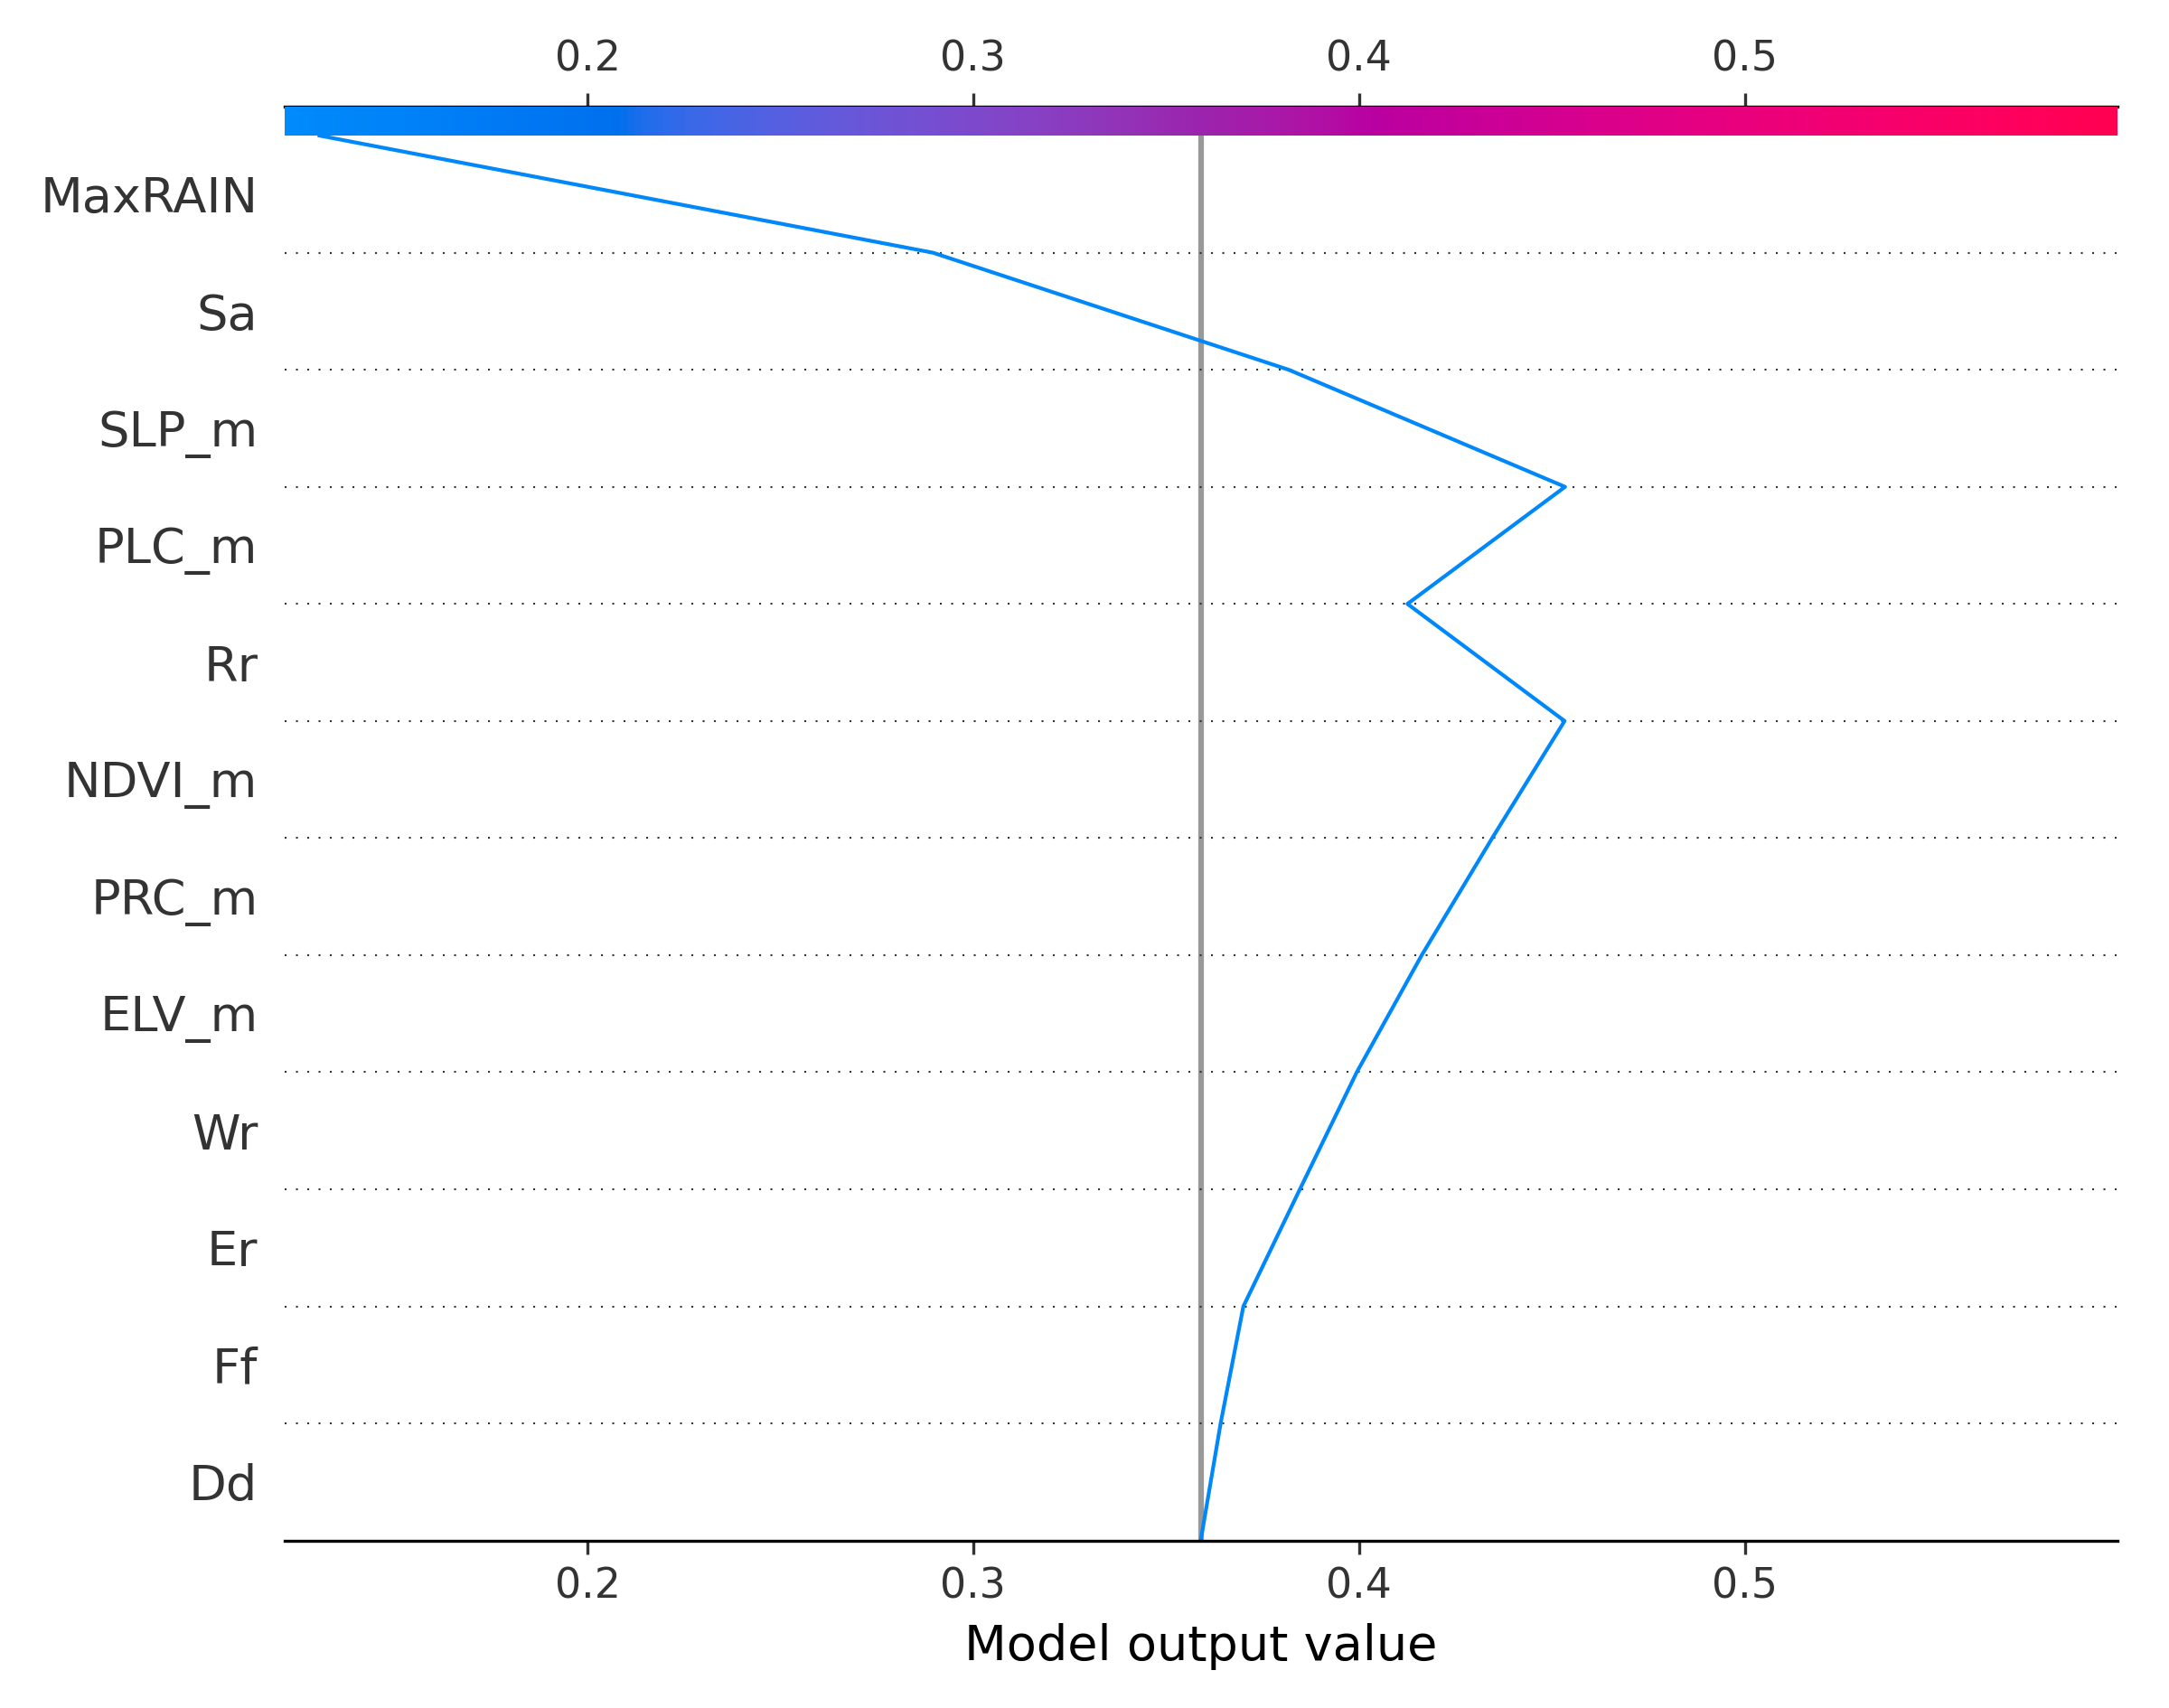 0.2 0.3 0.4 0.5
MaxRAIN
Sa
SLP_m
PLC_m
Rr
NDVI_m
PRC_m
ELV_m
Wr
Er
Ff
Dd
0.2 0.3 0.4 0.5
Model output value